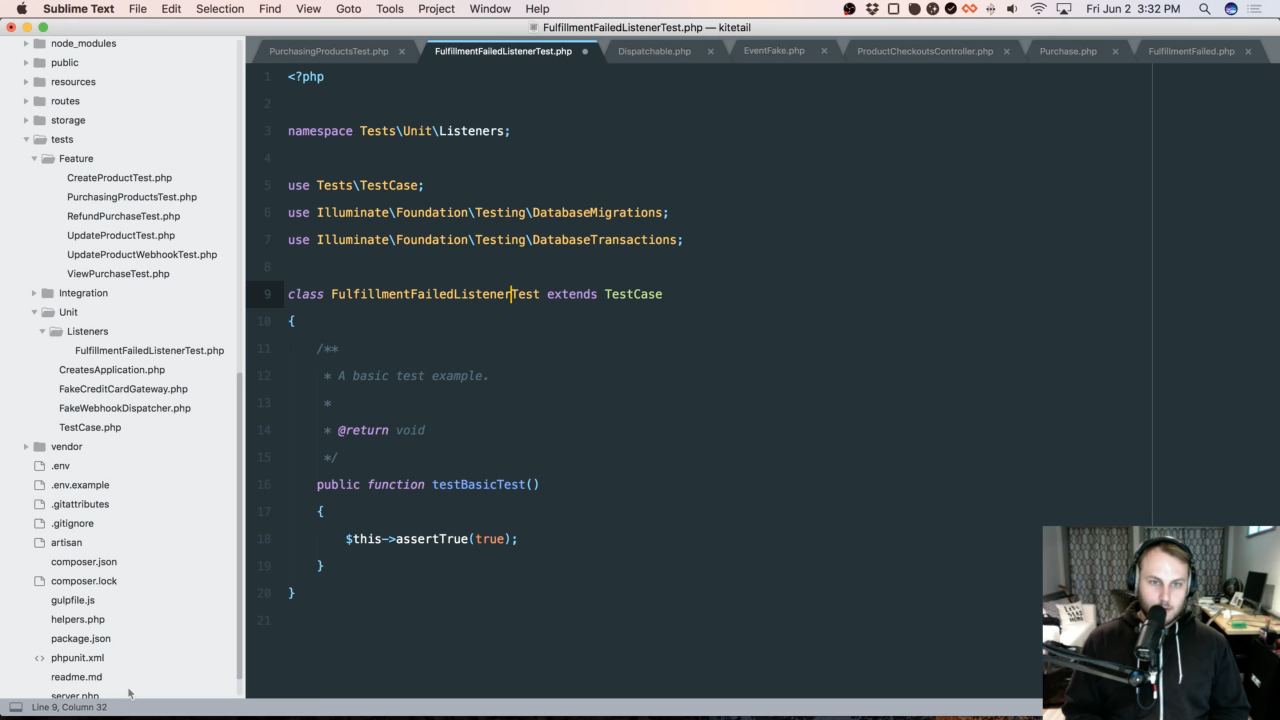 Sublime Text File Edit Selection Find View Goto Tools Project Window Help Fri Jun 2 3:32 PM
FulfillmentFailedListenerTest.php — kitetail
node_modules
public
resources
routes
storage
tests
Feature
CreateProductTest.php
PurchasingProductsTest.php
RefundPurchaseTest.php
UpdateProductTest.php
UpdateProductWebhookTest.php
ViewPurchaseTest.php
Integration
Unit
Listeners
FulfillmentFailedListenerTest.php
CreatesApplication.php
FakeCreditCardGateway.php
FakeWebhookDispatcher.php
TestCase.php
vendor
.env
.env.example
.gitattributes
.gitignore
artisan
composer.json
composer.lock
gulpfile.js
helpers.php
package.json
<> phpunit.xml
readme.md
server.php
PurchasingProductsTest.php × FulfillmentFailedListenerTest.php Dispatchable.php × EventFake.php × ProductCheckoutsController.php × Purchase.php × FulfillmentFailed.php ×
1 <?php
2
3 namespace Tests\Unit\Listeners;
4
5 use Tests\TestCase;
6 use Illuminate\Foundation\Testing\DatabaseMigrations;
7 use Illuminate\Foundation\Testing\DatabaseTransactions;
8
9 class FulfillmentFailedListenerTest extends TestCase
10 {
11 /**
12 * A basic test example.
13 *
14 * @return void
15 */
16 public function testBasicTest()
17 {
18 $this->assertTrue(true);
19 }
20 }
21
Line 9, Column 32